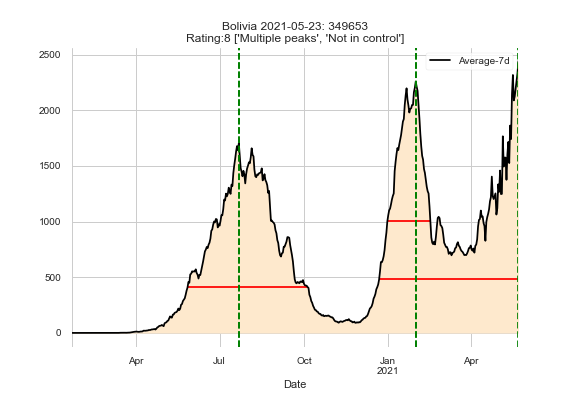 Bolivia 2021-05-23: 349653
Rating:8 ['Multiple peaks', 'Not in control']
Average-7d
2500
2000
1500
1000
500
0
Apr
Jul
Oct
Jan
2021
Apr
Date